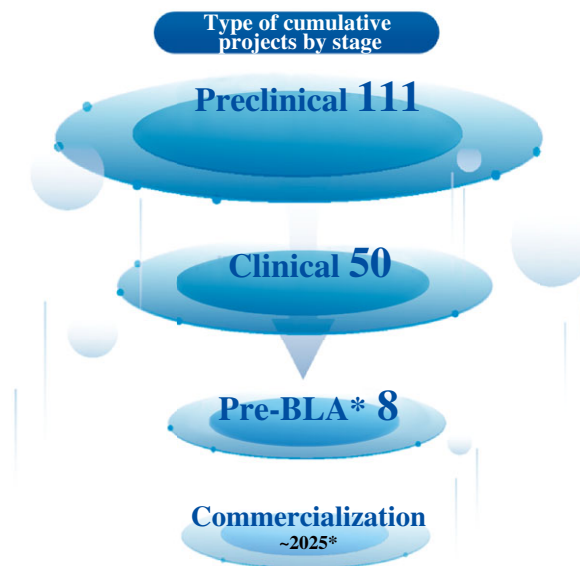 Type of cumulative
projects by stage
Preclinical 111
Clinical 50
Pre-BLA* 8
Commercialization
~2025*